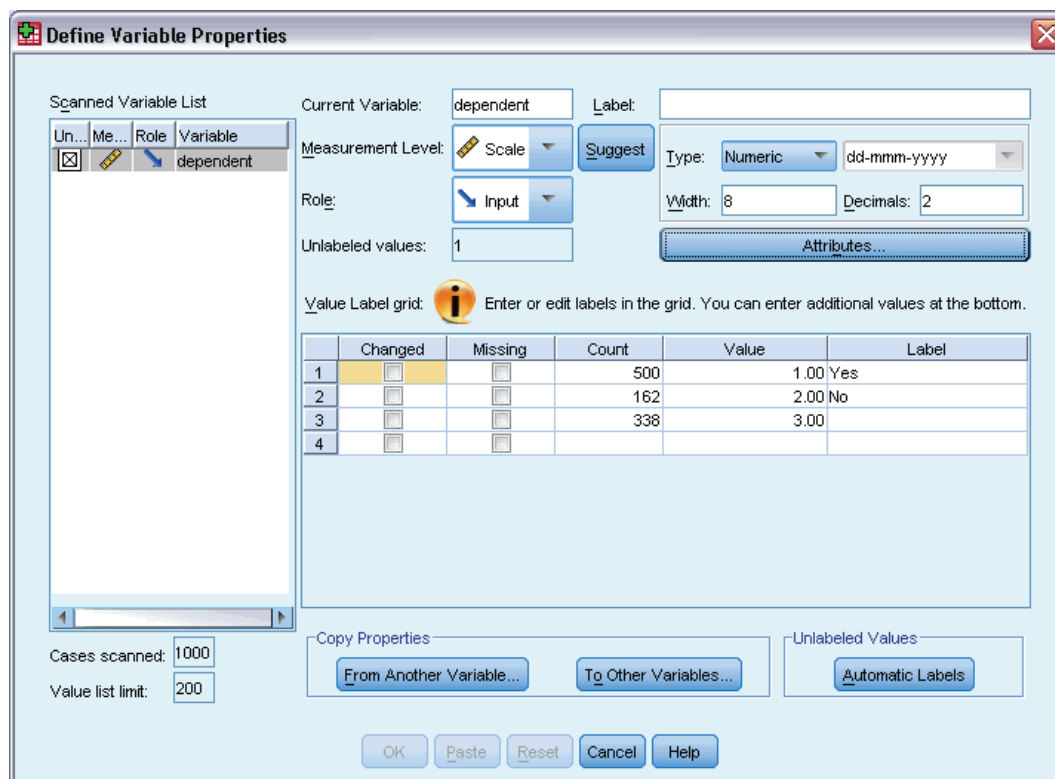 Define Variable Properties
Scanned Variable List
Un... Me... Role Variable
dependent
Cases scanned: 1000
Value list limit: 200
Current Variable: dependent Label:
Measurement Level: Scale Suggest Type: Numeric dd-mmm-yyyy
Role: Input Width: 8 Decimals: 2
Unlabeled values: 1 Attributes...
Value Label grid: i Enter or edit labels in the grid. You can enter additional values at the bottom.
Changed Missing Count Value Label
1 500 1.00 Yes
2 162 2.00 No
3 338 3.00
4
Copy Properties Unlabeled Values
From Another Variable... To Other Variables... Automatic Labels
OK Paste Reset Cancel Help